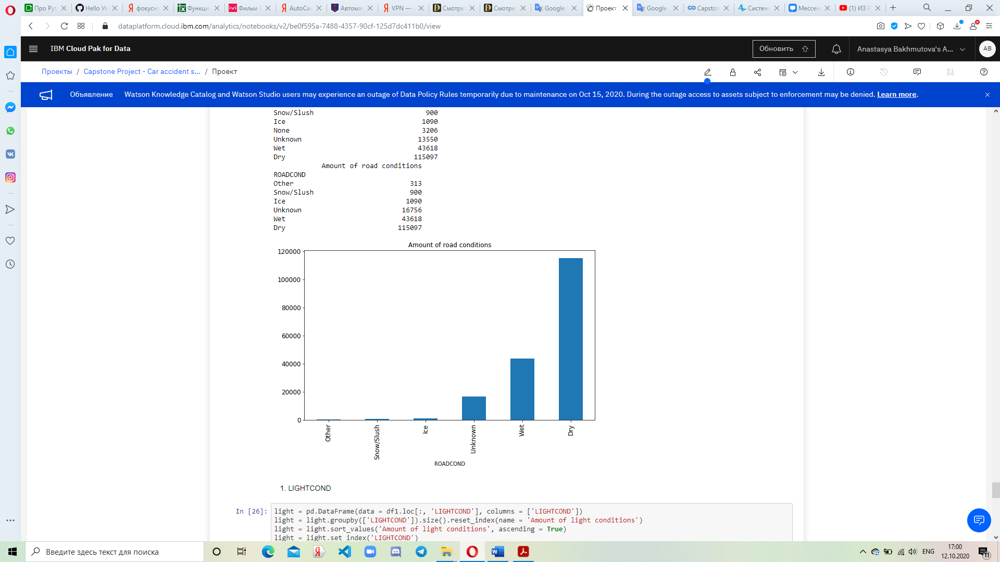 Про Pyt
Hello W
фокусна
Функци
Фильм Е
AutoCac
Автома
VPN —
Смотре
Смотре
Google
Проект
Google
Capston
Систем
Мессен
(1) ИЗ Р
dataplatform.cloud.ibm.com/analytics/notebooks/v2/be0f595a-7488-4357-90cf-125d7dc411b0/view
IBM Cloud Pak for Data
Обновить
Anastasya Bakhmutova's A...
AB
Проекты / Capstone Project - Car accident s... / Проект
Объявление Watson Knowledge Catalog and Watson Studio users may experience an outage of Data Policy Rules temporarily due to maintenance on Oct 15, 2020. During the outage access to assets subject to enforcement may be denied. Learn more.
Snow/Slush 900
Ice 1090
None 3206
Unknown 13550
Wet 43618
Dry 115097
Amount of road conditions
ROADCOND
Other 313
Snow/Slush 900
Ice 1090
Unknown 16756
Wet 43618
Dry 115097
Amount of road conditions
120000
100000
80000
60000
40000
20000
0
Other
Snow/Slush
Ice
Unknown
Wet
Dry
ROADCOND
1. LIGHTCOND
In [26]:
light = pd.DataFrame(data = df1.loc[:, 'LIGHTCOND'], columns = ['LIGHTCOND'])
light = light.groupby(['LIGHTCOND']).size().reset_index(name = 'Amount of light conditions')
light = light.sort_values('Amount of light conditions', ascending = True)
light = light.set_index('LIGHTCOND')
Введите здесь текст для поиска
ENG
17:00
12.10.2020
11